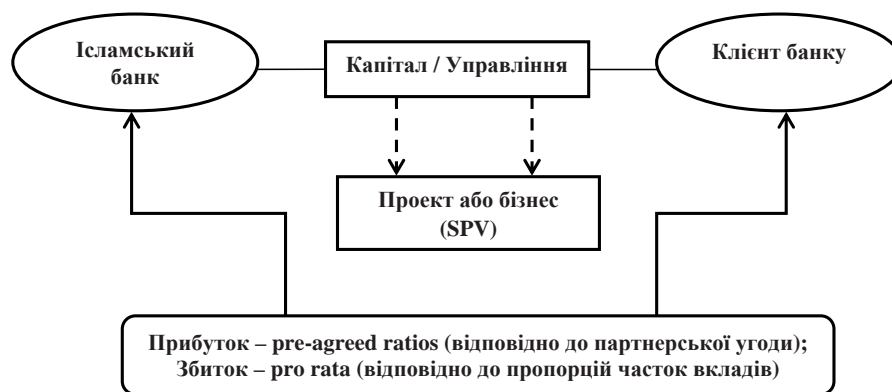 Ісламський
банк
Капітал / Управління
Клієнт банку
Проект або бізнес
(SPV)
Прибуток – pre-agreed ratios (відповідно до партнерської угоди);
Збиток – pro rata (відповідно до пропорцій часток вкладів)